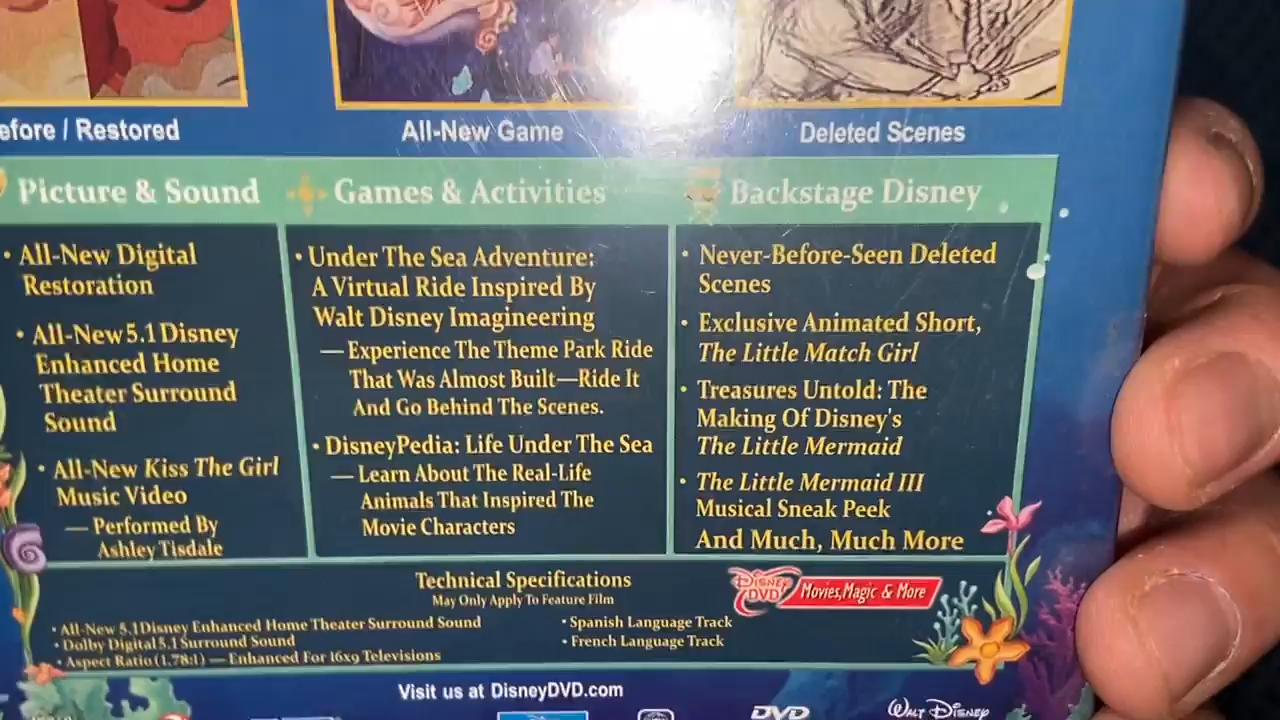 efore / Restored
All-New Game
Deleted Scenes
Picture & Sound
• All-New Digital
Restoration
• All-New 5.1 Disney
Enhanced Home
Theater Surround
Sound
• All-New Kiss The Girl
Music Video
— Performed By
Ashley Tisdale
Games & Activities
• Under The Sea Adventure:
A Virtual Ride Inspired By
Walt Disney Imagineering
— Experience The Theme Park Ride
That Was Almost Built—Ride It
And Go Behind The Scenes.
• DisneyPedia: Life Under The Sea
— Learn About The Real-Life
Animals That Inspired The
Movie Characters
Backstage Disney
• Never-Before-Seen Deleted
Scenes
• Exclusive Animated Short,
The Little Match Girl
• Treasures Untold: The
Making Of Disney's
The Little Mermaid
• The Little Mermaid III
Musical Sneak Peek
And Much, Much More
Technical Specifications
May Only Apply To Feature Film
• All-New 5.1 Disney Enhanced Home Theater Surround Sound
• Dolby Digital 5.1 Surround Sound
• Aspect Ratio (1.78:1) — Enhanced For 16x9 Televisions
• Spanish Language Track
• French Language Track
Disney DVD
Movies, Magic & More
Visit us at DisneyDVD.com
DVD
WALT DISNEY